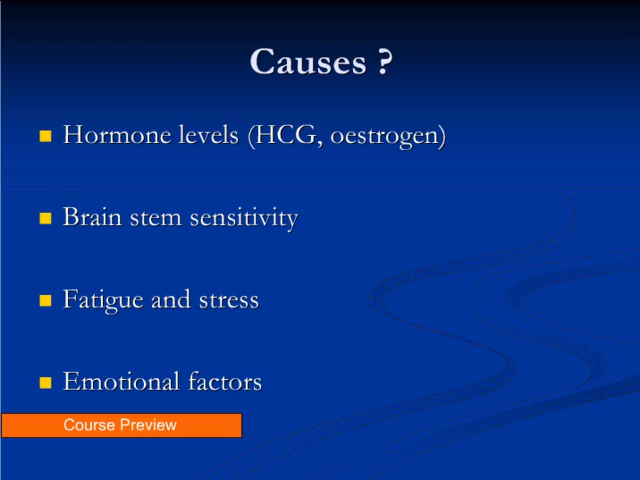 Causes ?
Hormone levels (HCG, oestrogen)
Brain stem sensitivity
Fatigue and stress
Emotional factors
Course Preview